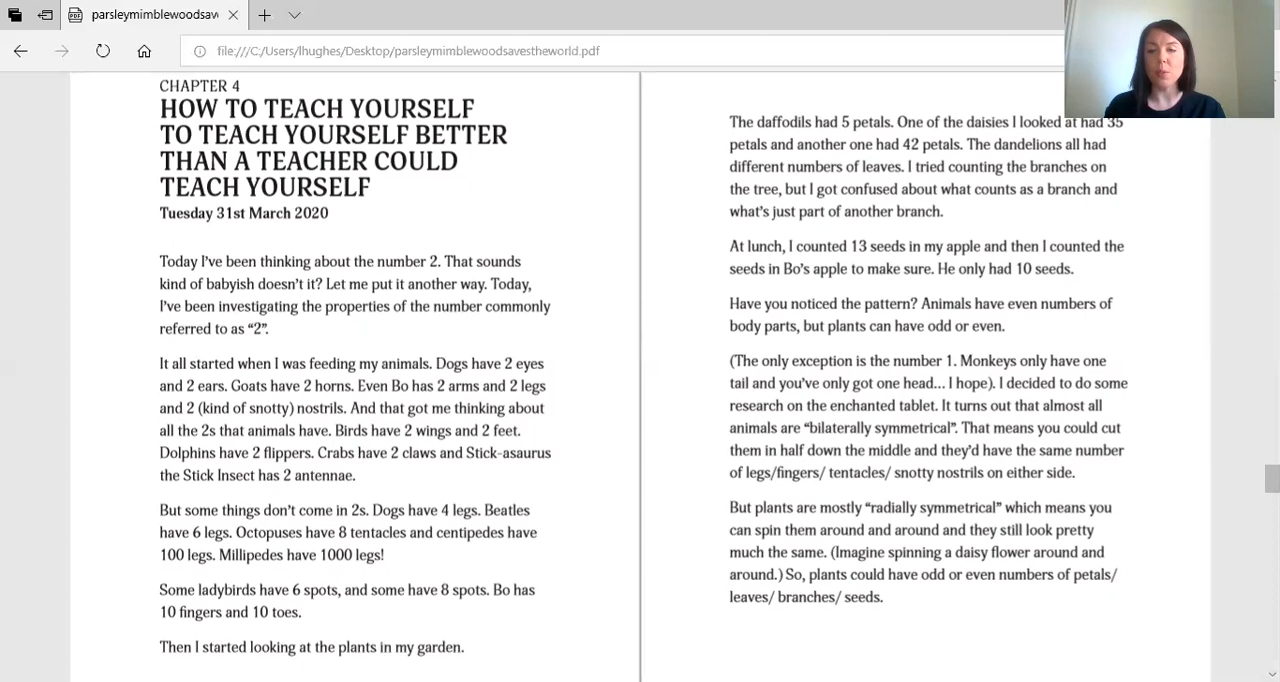 parsleymimblewoodsav
file:///C:/Users/lhughes/Desktop/parsleymimblewoodsavestheworld.pdf
CHAPTER 4
HOW TO TEACH YOURSELF
TO TEACH YOURSELF BETTER
THAN A TEACHER COULD
TEACH YOURSELF
Tuesday 31st March 2020
Today I've been thinking about the number 2. That sounds
kind of babyish doesn't it? Let me put it another way. Today,
I've been investigating the properties of the number commonly
referred to as “2”.
It all started when I was feeding my animals. Dogs have 2 eyes
and 2 ears. Goats have 2 horns. Even Bo has 2 arms and 2 legs
and 2 (kind of snotty) nostrils. And that got me thinking about
all the 2s that animals have. Birds have 2 wings and 2 feet.
Dolphins have 2 flippers. Crabs have 2 claws and Stick-asaurus
the Stick Insect has 2 antennae.
But some things don't come in 2s. Dogs have 4 legs. Beatles
have 6 legs. Octopuses have 8 tentacles and centipedes have
100 legs. Millipedes have 1000 legs!
Some ladybirds have 6 spots, and some have 8 spots. Bo has
10 fingers and 10 toes.
Then I started looking at the plants in my garden.
The daffodils had 5 petals. One of the daisies I looked at had 35
petals and another one had 42 petals. The dandelions all had
different numbers of leaves. I tried counting the branches on
the tree, but I got confused about what counts as a branch and
what's just part of another branch.
At lunch, I counted 13 seeds in my apple and then I counted the
seeds in Bo's apple to make sure. He only had 10 seeds.
Have you noticed the pattern? Animals have even numbers of
body parts, but plants can have odd or even.
(The only exception is the number 1. Monkeys only have one
tail and you've only got one head... I hope). I decided to do some
research on the enchanted tablet. It turns out that almost all
animals are “bilaterally symmetrical”. That means you could cut
them in half down the middle and they'd have the same number
of legs/fingers/ tentacles/ snotty nostrils on either side.
But plants are mostly “radially symmetrical” which means you
can spin them around and around and they still look pretty
much the same. (Imagine spinning a daisy flower around and
around.) So, plants could have odd or even numbers of petals/
leaves/ branches/ seeds.